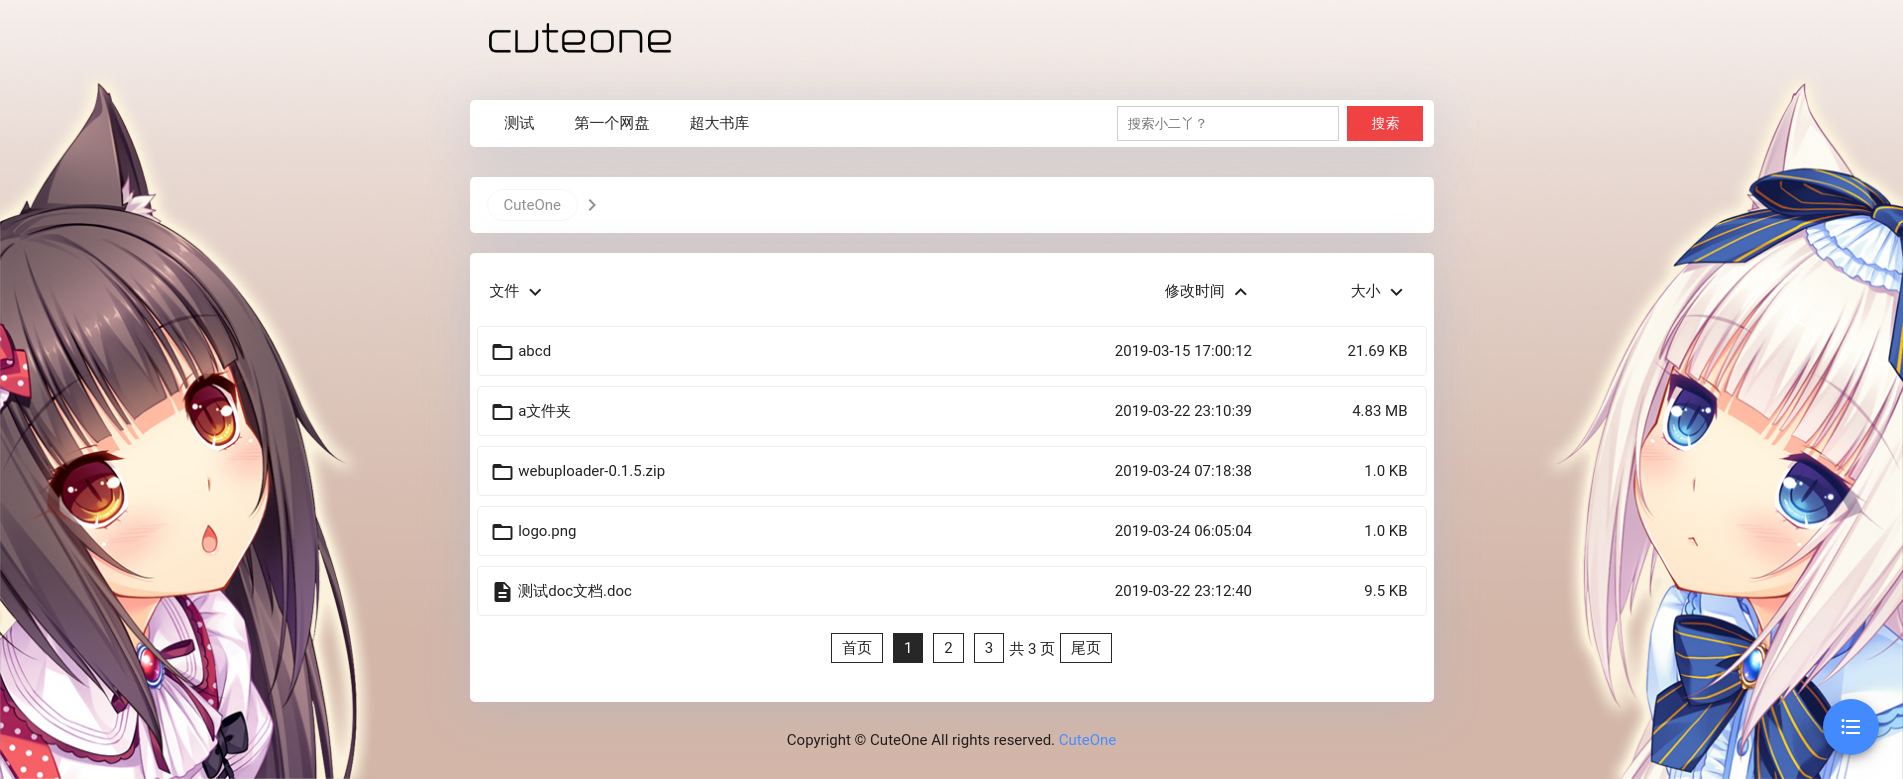 cuteone
测试 第一个网盘 超大书库 搜索小二丫？ 搜索
CuteOne
文件 修改时间 大小
abcd 2019-03-15 17:00:12 21.69 KB
a文件夹 2019-03-22 23:10:39 4.83 MB
webuploader-0.1.5.zip 2019-03-24 07:18:38 1.0 KB
logo.png 2019-03-24 06:05:04 1.0 KB
测试doc文档.doc 2019-03-22 23:12:40 9.5 KB
首页 1 2 3 共 3 页 尾页
Copyright © CuteOne All rights reserved. CuteOne